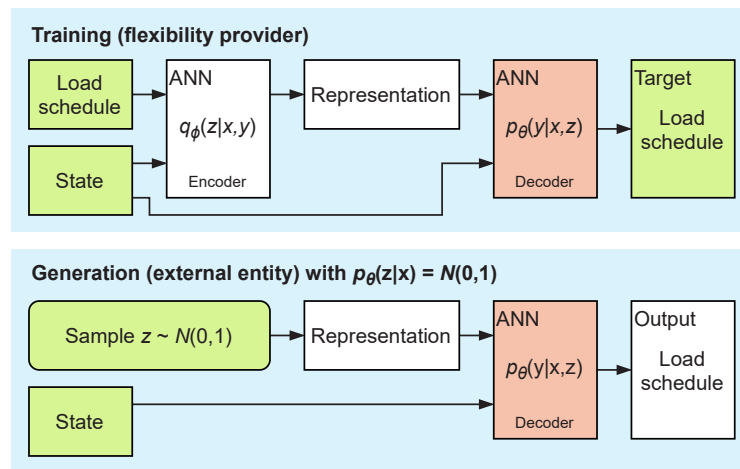 Training (flexibility provider)
Load
schedule
State
ANN
qϕ(z|x,y)
Encoder
Representation
ANN
pθ(y|x,z)
Decoder
Target
Load
schedule
Generation (external entity) with pθ(z|x) = N(0,1)
Sample z ~ N(0,1)
State
Representation
ANN
pθ(y|x,z)
Decoder
Output
Load
schedule